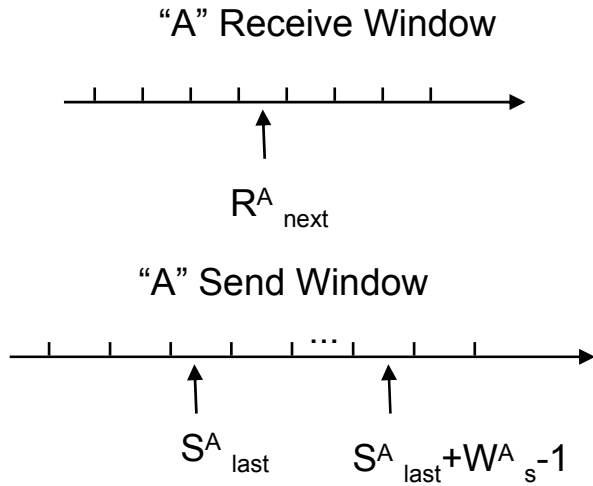 “A” Receive Window
R^A next
“A” Send Window
...
S^A last
S^A last+W^A s-1